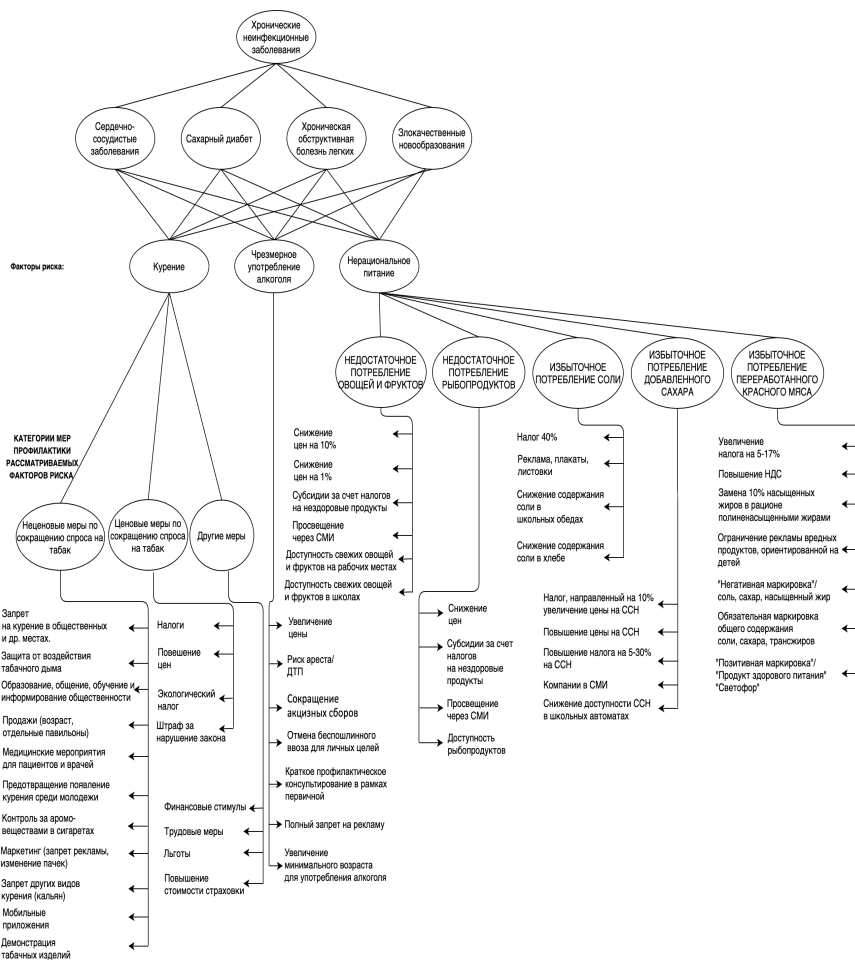 Хронические
неинфекционные
заболевания
Сердечно-
сосудистые
заболевания
Сахарный диабет
Хроническая
обструктивная
болезнь легких
Злокачественные
новообразования
Факторы риска:
Курение
Чрезмерное
употребление
алкоголя
Нерациональное
питание
НЕДОСТАТОЧНОЕ
ПОТРЕБЛЕНИЕ
ОВОЩЕЙ И ФРУКТОВ
НЕДОСТАТОЧНОЕ
ПОТРЕБЛЕНИЕ
РЫБОПРОДУКТОВ
ИЗБЫТОЧНОЕ
ПОТРЕБЛЕНИЕ СОЛИ
ИЗБЫТОЧНОЕ
ПОТРЕБЛЕНИЕ
ДОБАВЛЕННОГО
САХАРА
ИЗБЫТОЧНОЕ
ПОТРЕБЛЕНИЕ
ПЕРЕРАБОТАННОГО
КРАСНОГО МЯСА
КАТЕГОРИИ МЕР
ПРОФИЛАКТИКИ
РАССМАТРИВАЕМЫХ
ФАКТОРОВ РИСКА
Неценовые меры по
сокращению спроса на
табак
Ценовые меры по
сокращению спроса
на табак
Другие меры
Запрет
на курение в общественных
и др. местах.
Защита от воздействия
табачного дыма
Образование, общение, обучение и
информирование общественности
Продажи (возраст,
отдельные павильоны)
Медицинские мероприятия
для пациентов и врачей
Предотвращение появление
курения среди молодежи
Контроль за аромо-
веществами в сигаретах
Маркетинг (запрет рекламы,
изменение пачек)
Запрет других видов
курения (кальян)
Мобильные
приложения
Демонстрация
табачных изделий
Налоги
Повешение
цен
Экологический
налог
Штраф за
нарушение закона
Финансовые стимулы
Трудовые меры
Льготы
Повышение
стоимости страховки
Увеличение
цены
Риск ареста/
ДТП
Сокращение
акцизных сборов
Отмена беспошлинного
ввоза для личных целей
Краткое профилактическое
консультирование в рамках
первичной
Полный запрет на рекламу
Увеличение
минимального возраста
для употребления алкоголя
Снижение
цен на 10%
Снижение
цен на 1%
Субсидии за счет налогов
на нездоровые продукты
Просвещение
через СМИ
Доступность свежих овощей
и фруктов на рабочих местах
Доступность свежих овощей
и фруктов в школах
Снижение
цен
Субсидии за счет
налогов
на нездоровые
продукты
Просвещение
через СМИ
Доступность
рыбопродуктов
Налог 40%
Реклама, плакаты,
листовки
Снижение содержания
соли в
школьных обедах
Снижение содержания
соли в хлебе
Налог, направленный на 10%
увеличение цены на ССН
Повышение цены на ССН
Повышение налога на 5-30%
на ССН
Компании в СМИ
Снижение доступности ССН
в школьных автоматах
Увеличение
налога на 5-17%
Повышение НДС
Замена 10% насыщенных
жиров в рационе
полиненасыщенными жирами
Ограничение рекламы вредных
продуктов, ориентированной на
детей
"Негативная маркировка"/
соль, сахар, насыщенный жир
Обязательная маркировка
общего содержания
соли, сахара, трансжиров
"Позитивная маркировка"/
"Продукт здорового питания"
"Светофор"